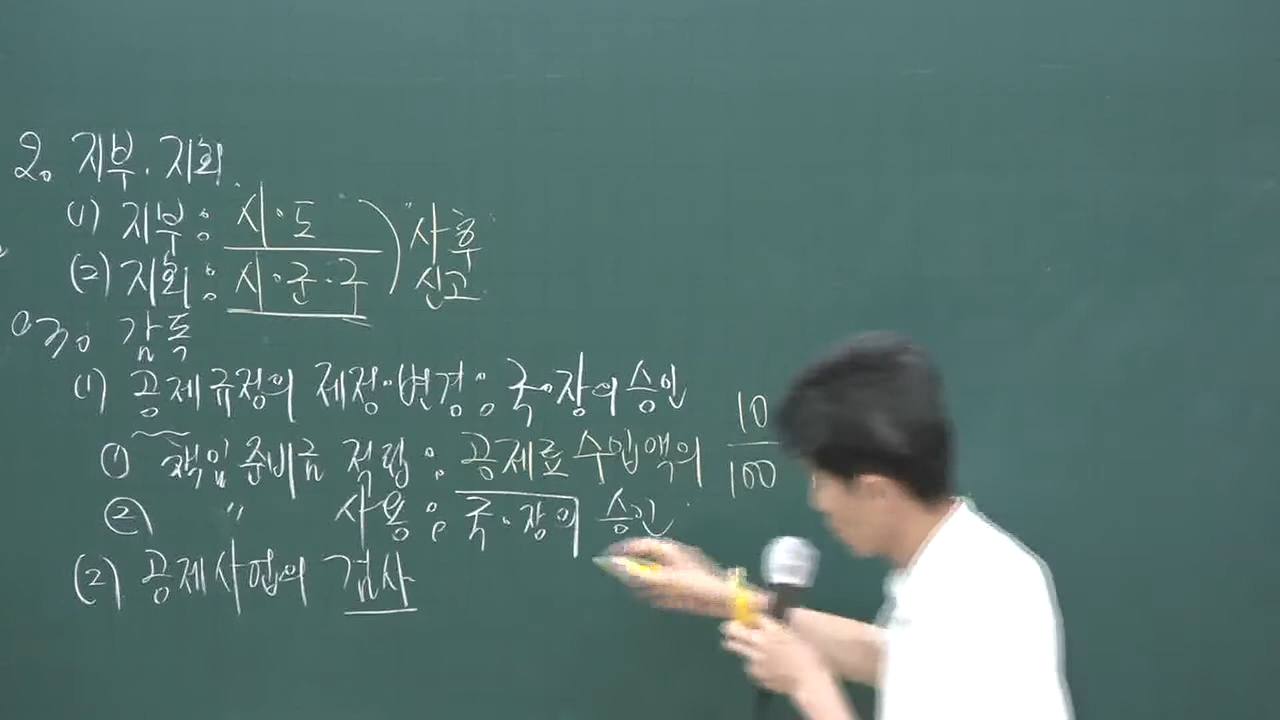 2. 지부·지회
(1) 지부 : 시·도
(2) 지회 : 시·군·구
사후
신고
3. 감독
(1) 공제규정의 제정·변경 : 국·장의 승인
① 책임준비금 적립 : 공제료 수입액의 10/100
② 〃 사용 : 국·장의 승인
(2) 공제사업의 검사